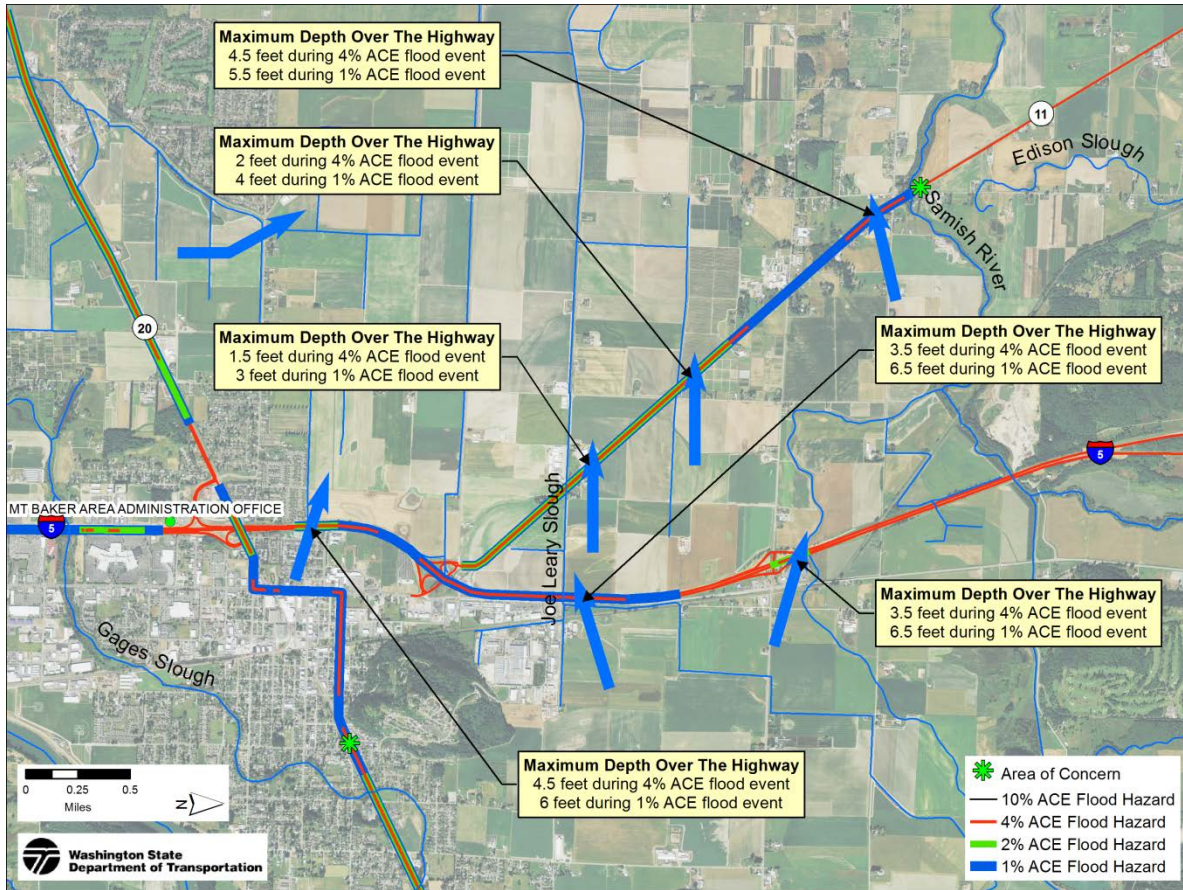 Maximum Depth Over The Highway
4.5 feet during 4% ACE flood event
5.5 feet during 1% ACE flood event
11
Edison Slough
Maximum Depth Over The Highway
2 feet during 4% ACE flood event
4 feet during 1% ACE flood event
Samish River
20
Maximum Depth Over The Highway
1.5 feet during 4% ACE flood event
3 feet during 1% ACE flood event
Maximum Depth Over The Highway
3.5 feet during 4% ACE flood event
6.5 feet during 1% ACE flood event
5
MT BAKER AREA ADMINISTRATION OFFICE
5
Joe Leary Slough
Maximum Depth Over The Highway
3.5 feet during 4% ACE flood event
6.5 feet during 1% ACE flood event
Gages Slough
Maximum Depth Over The Highway
4.5 feet during 4% ACE flood event
6 feet during 1% ACE flood event
0 0.25 0.5
Miles
N
Washington State
Department of Transportation
Area of Concern
10% ACE Flood Hazard
4% ACE Flood Hazard
2% ACE Flood Hazard
1% ACE Flood Hazard